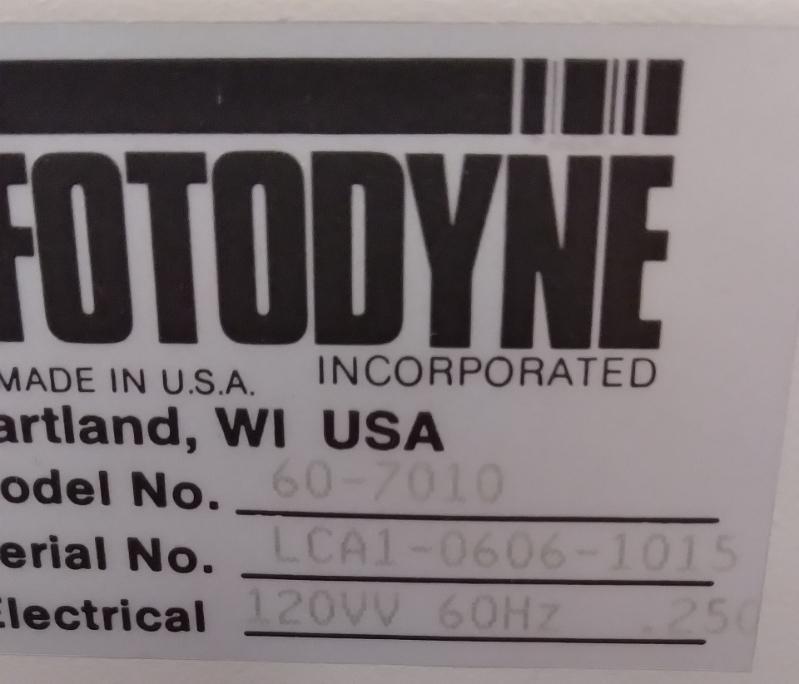 FOTODYNE
MADE IN U.S.A. INCORPORATED
artland, WI USA
odel No. 60-7010
erial No. LCA1-0606-1015
Electrical 120VV 60Hz .250